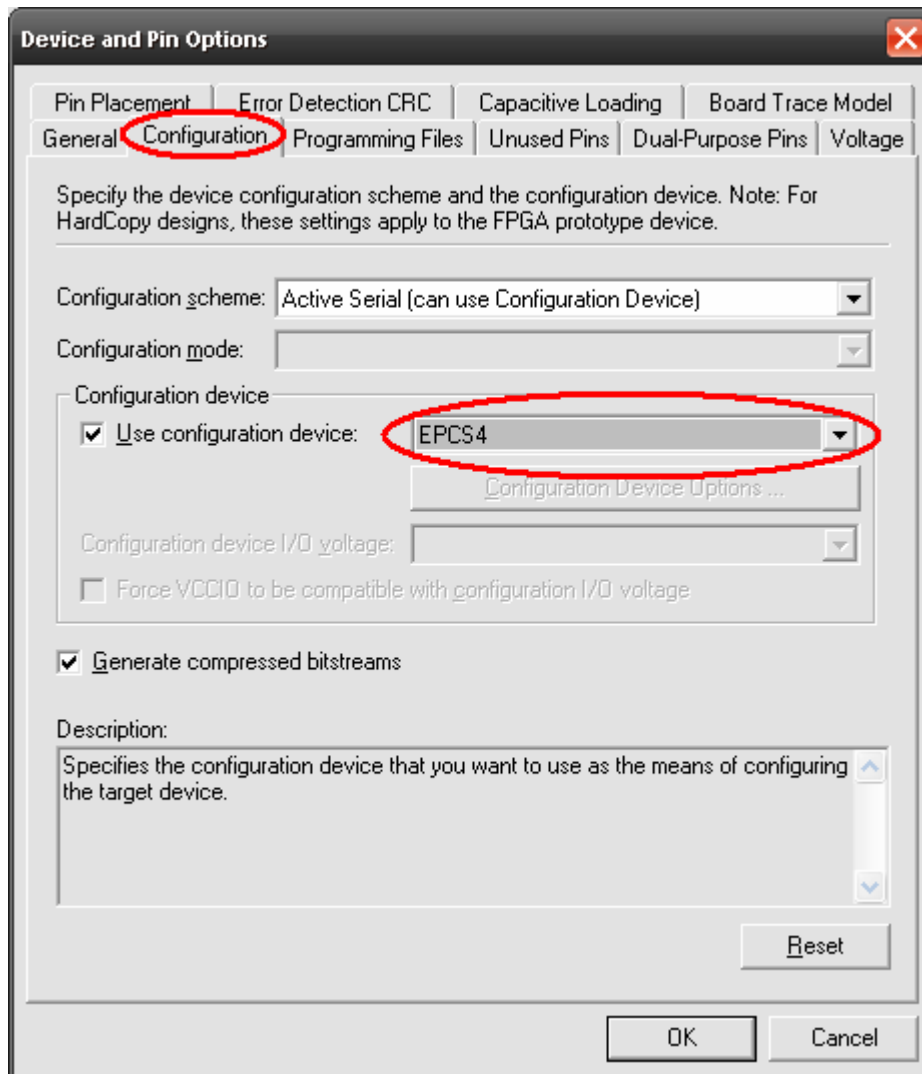 Device and Pin Options
Pin Placement Error Detection CRC Capacitive Loading Board Trace Model
General Configuration Programming Files Unused Pins Dual-Purpose Pins Voltage
Specify the device configuration scheme and the configuration device. Note: For
HardCopy designs, these settings apply to the FPGA prototype device.
Configuration scheme: Active Serial (can use Configuration Device)
Configuration mode:
Configuration device
Use configuration device: EPCS4
Configuration Device Options ...
Configuration device I/O voltage:
Force VCCIO to be compatible with configuration I/O voltage
Generate compressed bitstreams
Description:
Specifies the configuration device that you want to use as the means of configuring
the target device.
Reset
OK Cancel